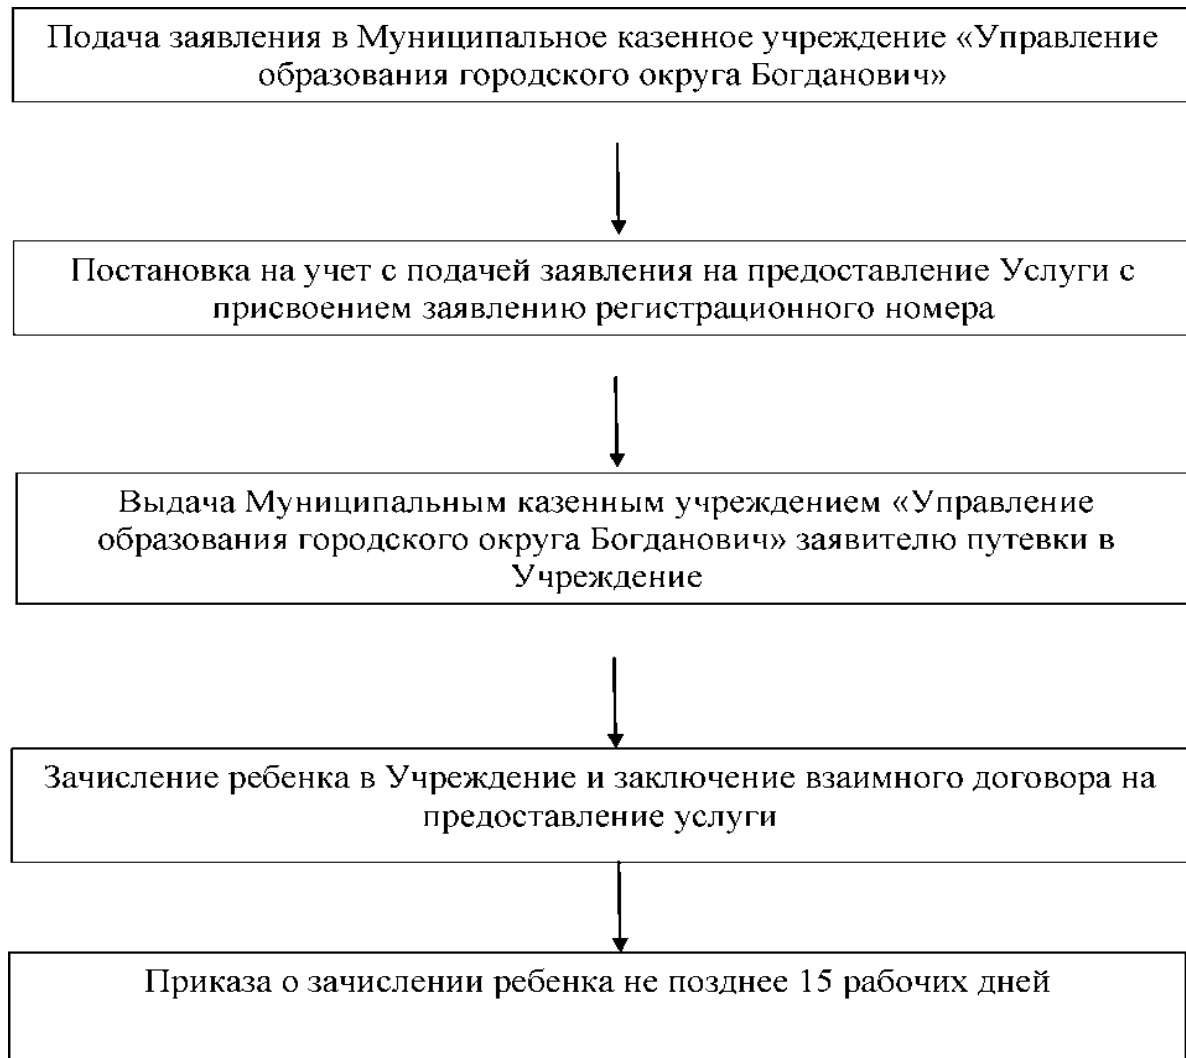 Подача заявления в Муниципальное казенное учреждение «Управление
образования городского округа Богданович»
Постановка на учет с подачей заявления на предоставление Услуги с
присвоением заявлению регистрационного номера
Выдача Муниципальным казенным учреждением «Управление
образования городского округа Богданович» заявителю путевки в
Учреждение
Зачисление ребенка в Учреждение и заключение взаимного договора на
предоставление услуги
Приказа о зачислении ребенка не позднее 15 рабочих дней